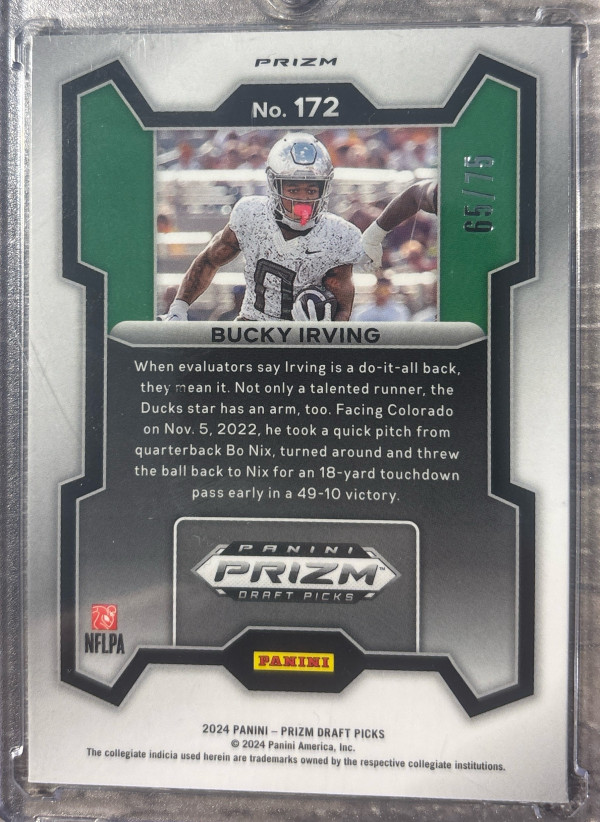 PRIZM
No. 172
65/75
0
BUCKY IRVING
When evaluators say Irving is a do-it-all back,
they mean it. Not only a talented runner, the
Ducks star has an arm, too. Facing Colorado
on Nov. 5, 2022, he took a quick pitch from
quarterback Bo Nix, turned around and threw
the ball back to Nix for an 18-yard touchdown
pass early in a 49-10 victory.
PANINI
PRIZM™
DRAFT PICKS
NFLPA
PANINI
2024 PANINI – PRIZM DRAFT PICKS
© 2024 Panini America, Inc.
The collegiate indicia used herein are trademarks owned by the respective collegiate institutions.